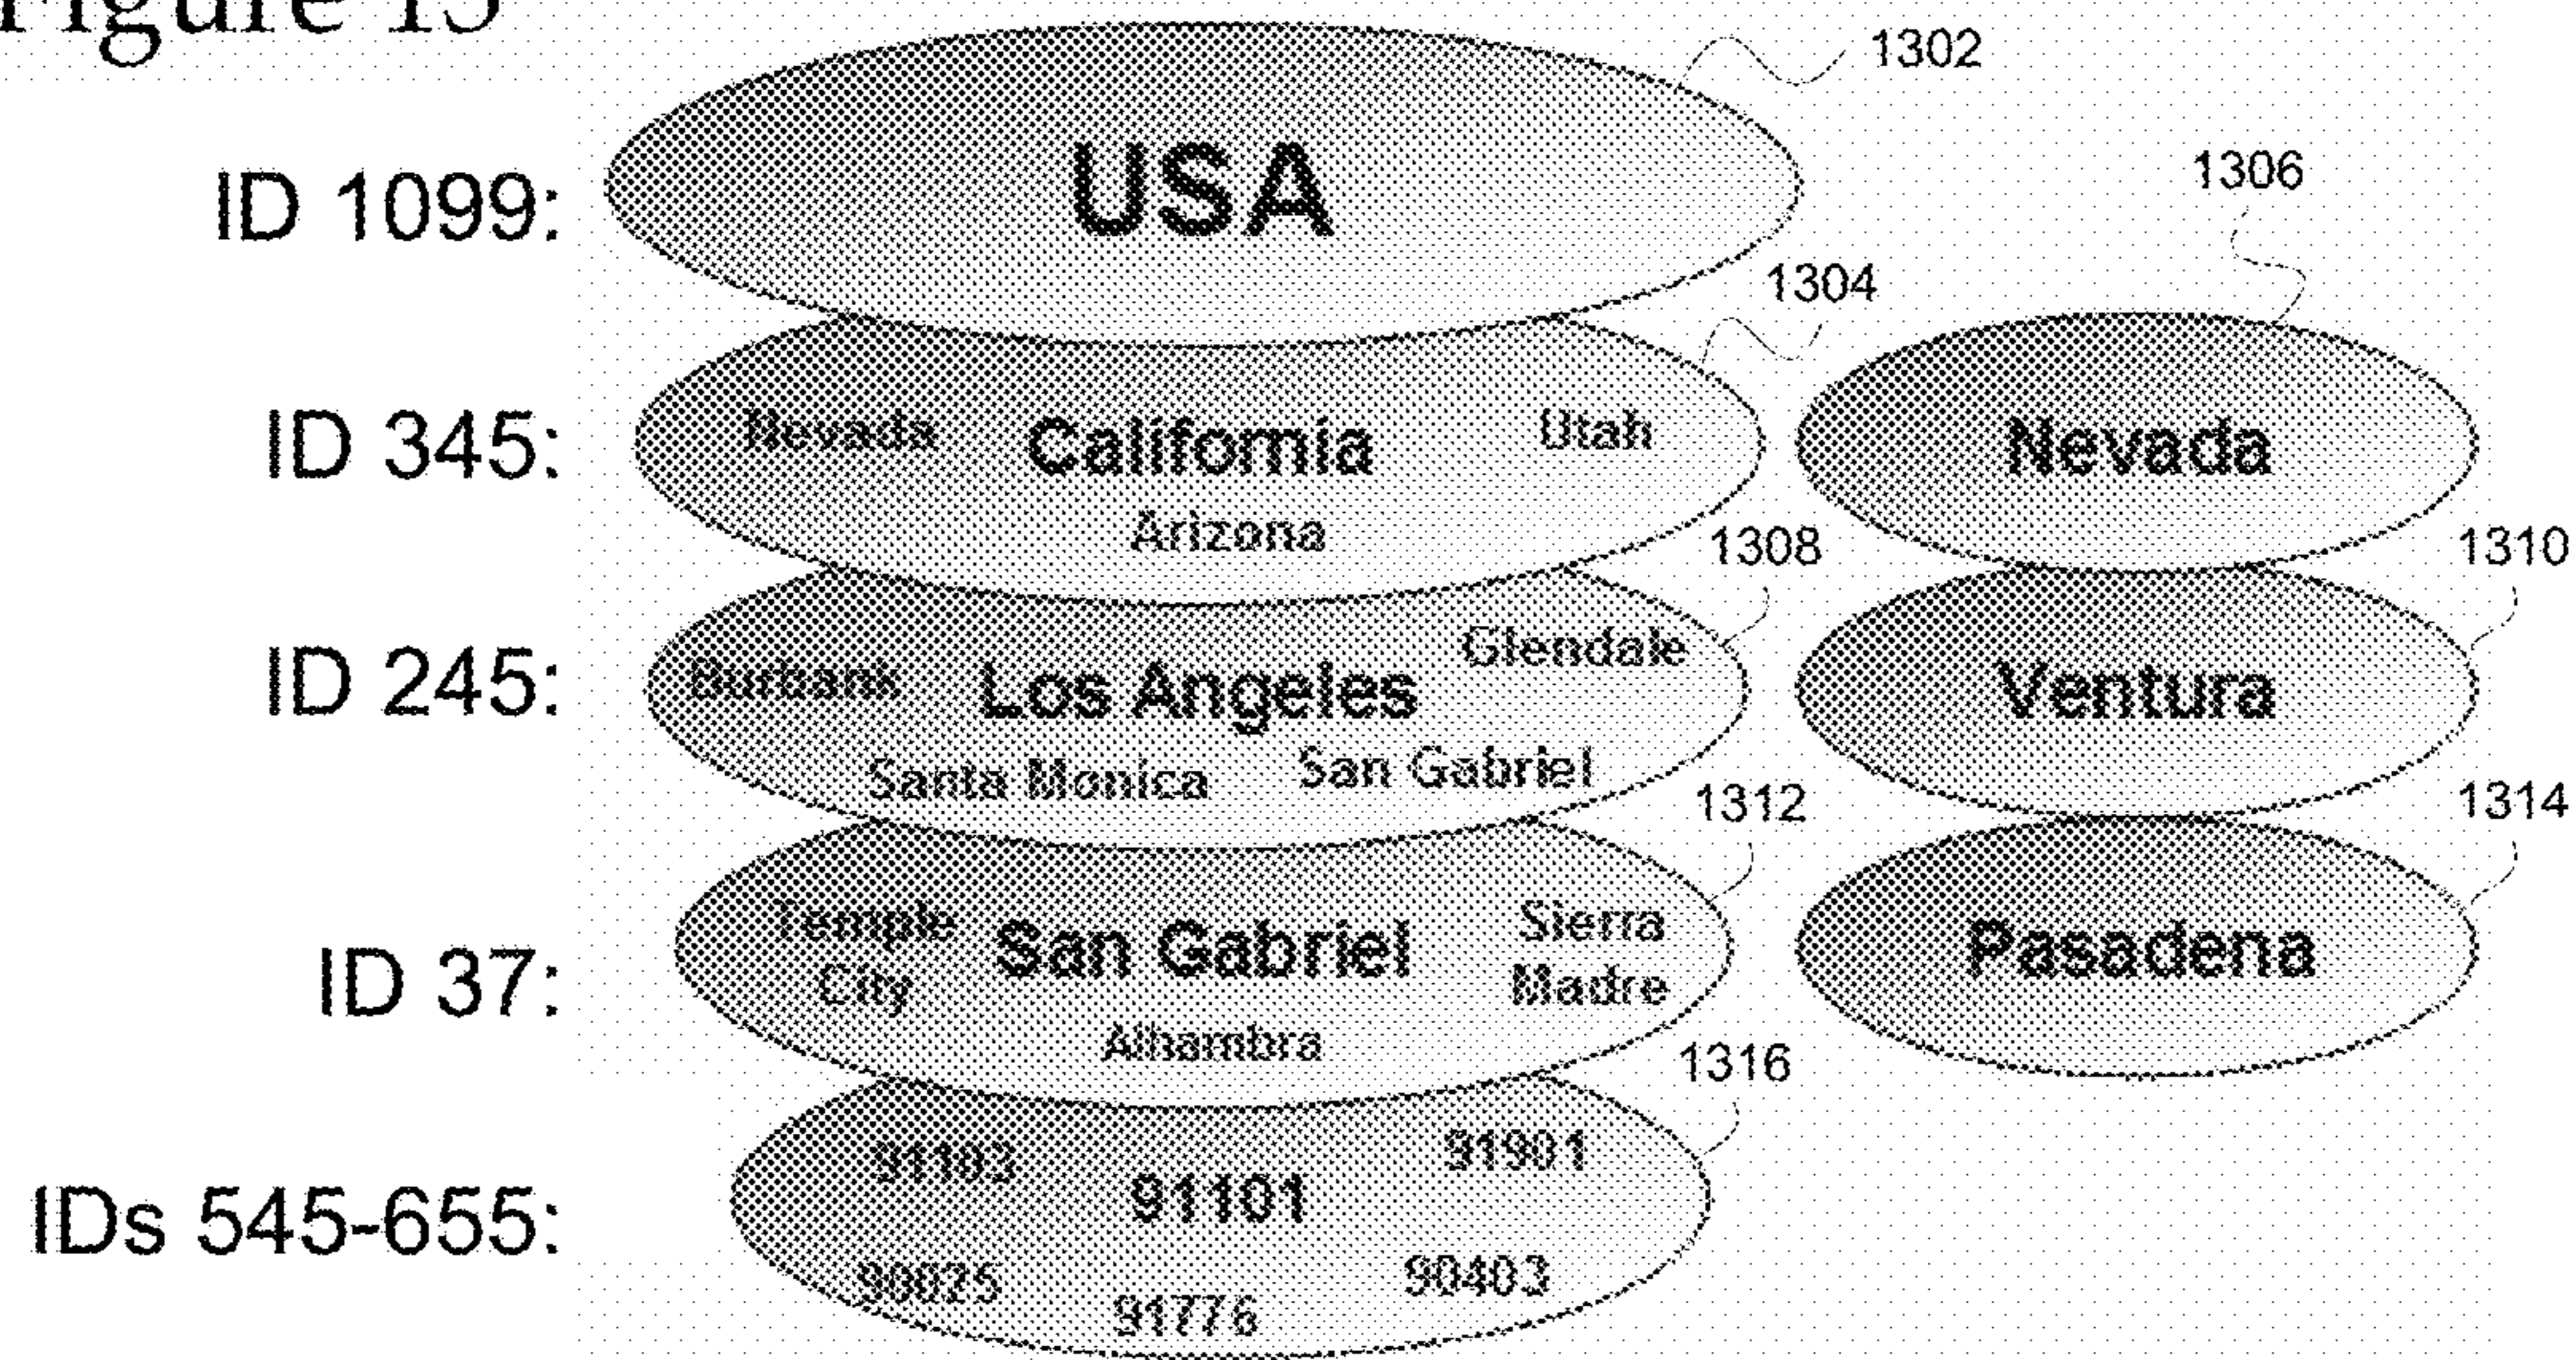 Figure 13
1302
ID 1099:
USA
1306
1304
ID 345:
Nevada
California
Utah
Nevada
Arizona
1308
1310
ID 245:
Burbank
Los Angeles
Glendale
Ventura
Santa Monica
San Gabriel
1312
1314
ID 37:
Temple
City
San Gabriel
Sierra
Madre
Pasadena
Alhambra
1316
IDs 545-655:
91103
91101
91901
90025
91776
90403